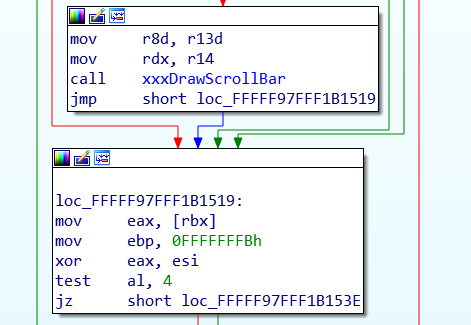 mov r8d, r13d
mov rdx, r14
call xxxDrawScrollBar
jmp short loc_FFFFF97FFF1B1519
loc_FFFFF97FFF1B1519:
mov eax, [rbx]
mov ebp, 0FFFFFFFBh
xor eax, esi
test al, 4
jz short loc_FFFFF97FFF1B153E